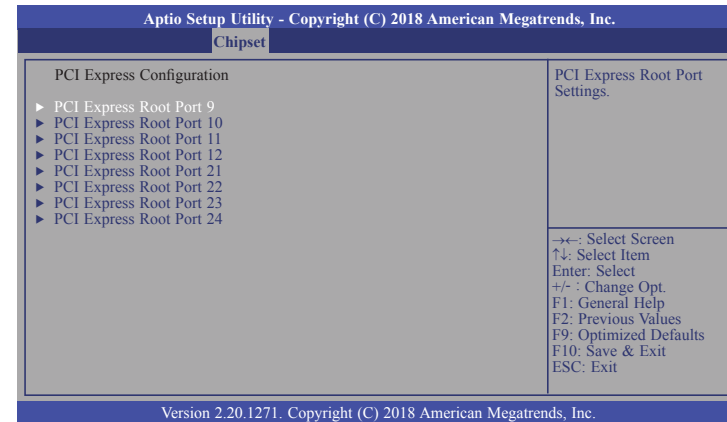 Aptio Setup Utility - Copyright (C) 2018 American Megatrends, Inc.
Chipset
PCI Express Configuration
► PCI Express Root Port 9
► PCI Express Root Port 10
► PCI Express Root Port 11
► PCI Express Root Port 12
► PCI Express Root Port 21
► PCI Express Root Port 22
► PCI Express Root Port 23
► PCI Express Root Port 24
PCI Express Root Port
Settings.
→←: Select Screen
↑↓: Select Item
Enter: Select
+/- : Change Opt.
F1: General Help
F2: Previous Values
F9: Optimized Defaults
F10: Save & Exit
ESC: Exit
Version 2.20.1271. Copyright (C) 2018 American Megatrends, Inc.